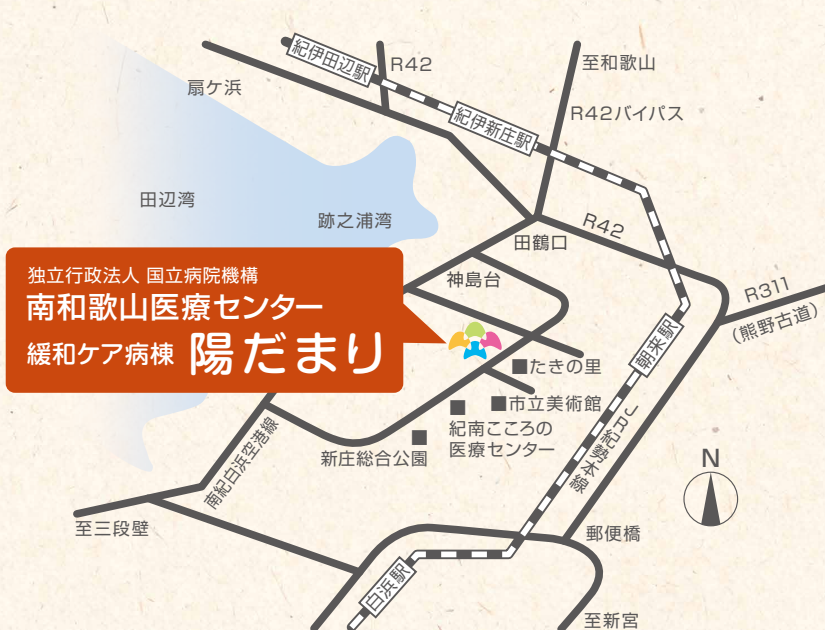 紀伊田辺駅
R42
至和歌山
扇ケ浜
R42バイパス
紀伊新庄駅
田辺湾
跡之浦湾
R42
田鶴口
独立行政法人 国立病院機構
南和歌山医療センター
緩和ケア病棟 陽だまり
神島台
R311
(熊野古道)
朝来駅
■たきの里
■市立美術館
紀南こころの
医療センター
新庄総合公園
JR紀勢本線
南紀白浜空港線
N
至三段壁
郵便橋
白浜駅
至新宮